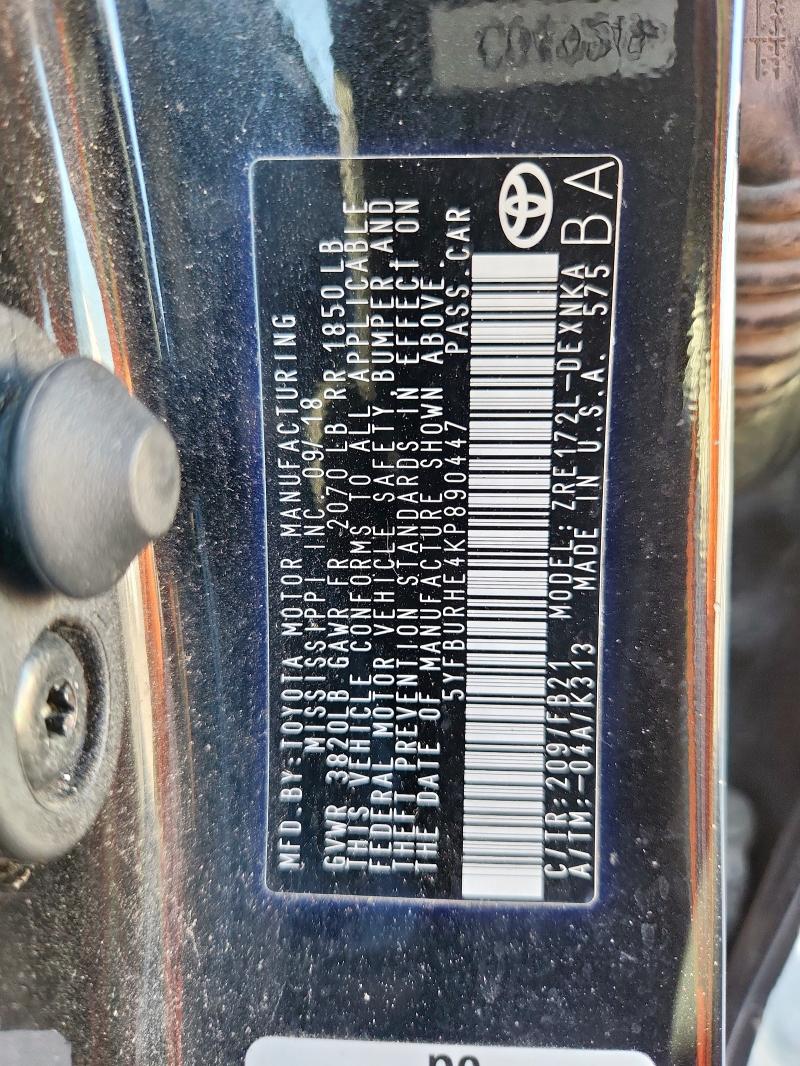 MFD.BY:TOYOTA MOTOR MANUFACTURING
MISSISSIPPI INC.09/18
GVWR 3820LB GAWR FR 2070 LB RR 1850LB
THIS VEHICLE CONFORMS TO ALL APPLICABLE
FEDERAL MOTOR VEHICLE SAFETY BUMPER AND
THEFT PREVENTION STANDARDS IN EFFECT ON
THE DATE OF MANUFACTURE SHOWN ABOVE.
5YFBURHE4KP890447 PASS.CAR
C/TR:209/FB21 MODEL:ZRE172L-DEXNKA
A/TM:-04A/K313 MADE IN U.S.A. 575 BA